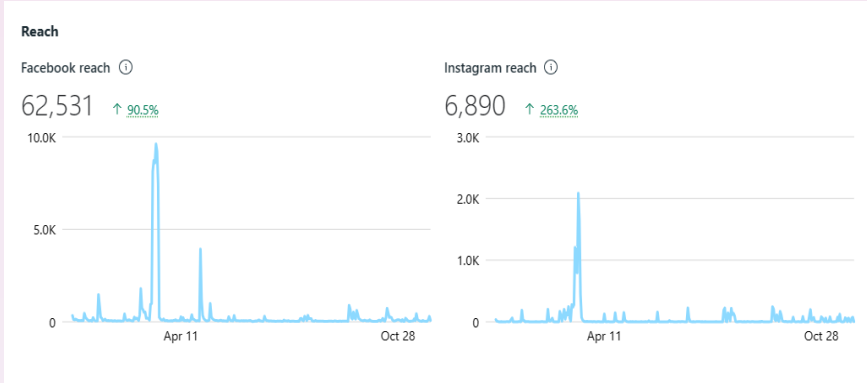 Reach
Facebook reach
62,531 ↑ 90.5%
10.0K
5.0K
0
Apr 11 Oct 28
Instagram reach
6,890 ↑ 263.6%
3.0K
2.0K
1.0K
0
Apr 11 Oct 28